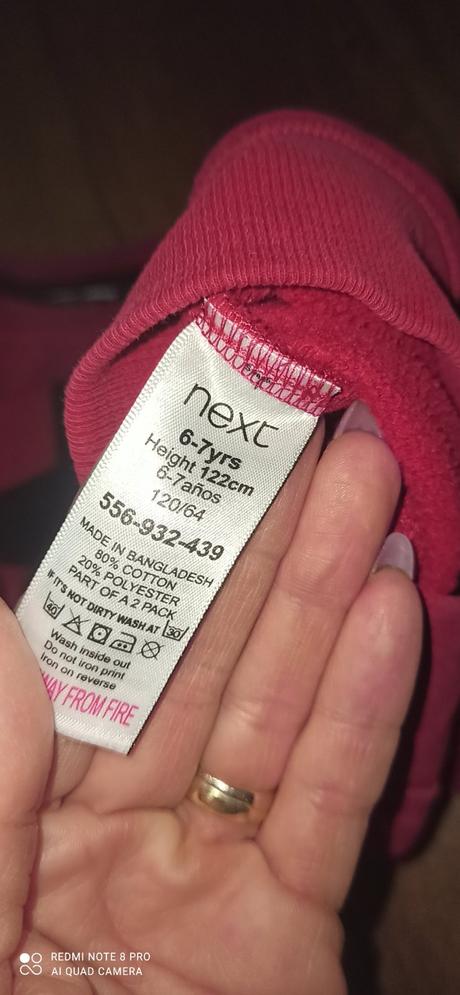 next
6-7yrs
Height 122cm
6-7años
120/64
556-932-439
MADE IN BANGLADESH
80% COTTON
20% POLYESTER
PART OF A 2 PACK
IF IT'S NOT DIRTY WASH AT 30
40
Wash inside out
Do not iron print
Iron on reverse
AWAY FROM FIRE
REDMI NOTE 8 PRO
AI QUAD CAMERA